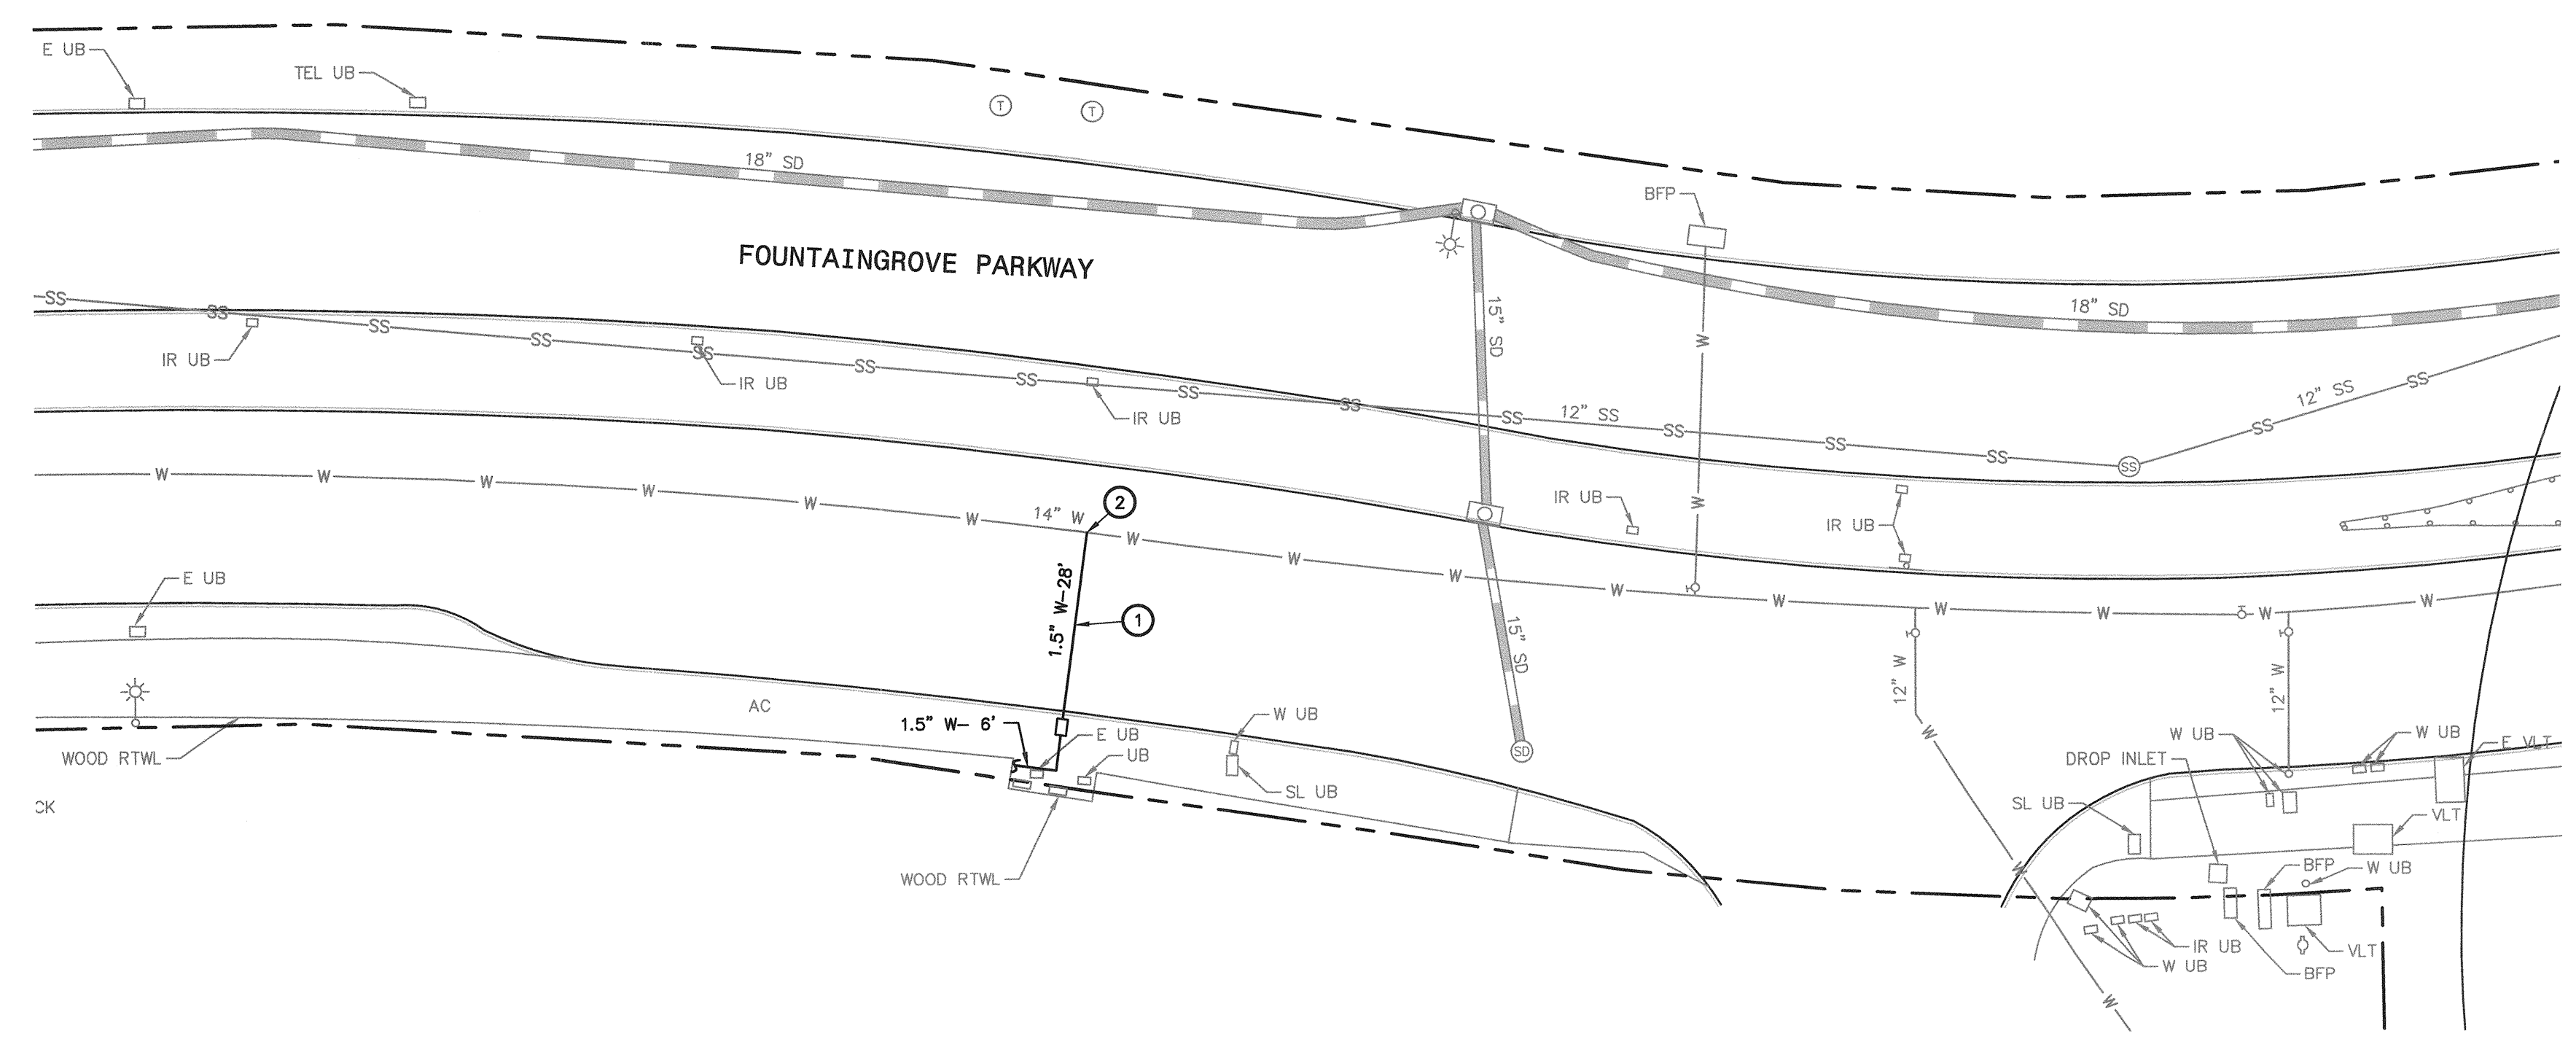 E UB
TEL UB
T
T
18" SD
BFP
FOUNTAINGROVE PARKWAY
15" SD
18" SD
SS
SS
SS
SS
SS
SS
SS
SS
SS
SS
12" SS
SS
SS
SS
SS
12" SS
SS
SS
IR UB
IR UB
IR UB
W
W
W
W
W
W
W
W
14" W
2
W
W
W
W
IR UB
IR UB
W
W
W
W
W
E UB
1.5" W-28'
1
15" SD
12" W
12" W
W
AC
1.5" W- 6'
E UB
UB
W UB
SL UB
SD
WOOD RTWL
W UB
W UB
E VLT
DROP INLET
SL UB
VLT
CK
WOOD RTWL
W
BFP
W UB
IR UB
W UB
VLT
BFP
W